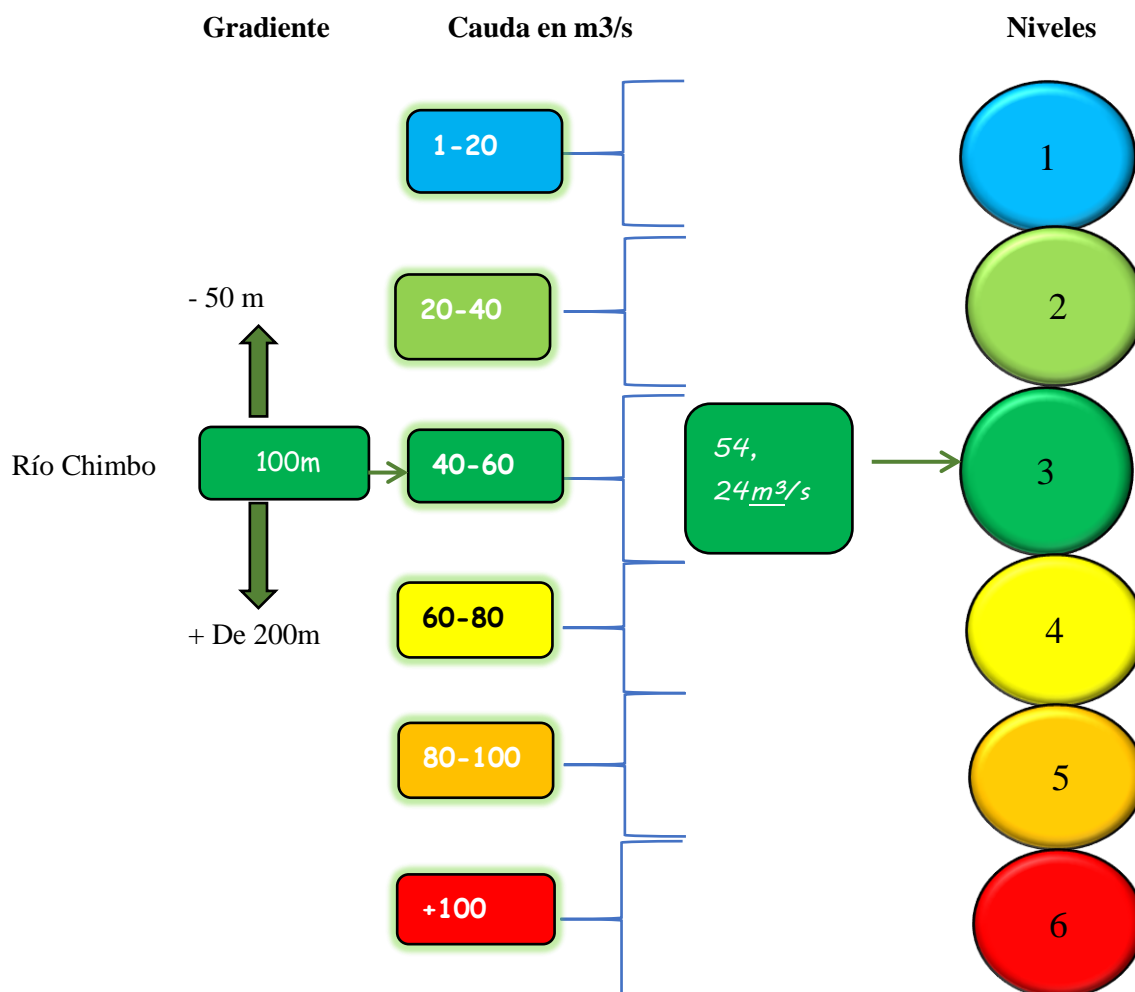 Gradiente
Cauda en m3/s
Niveles
1-20
1
20-40
2
- 50 m
Río Chimbo
100m
40-60
54,
24m³/s
3
+ De 200m
60-80
4
80-100
5
+100
6